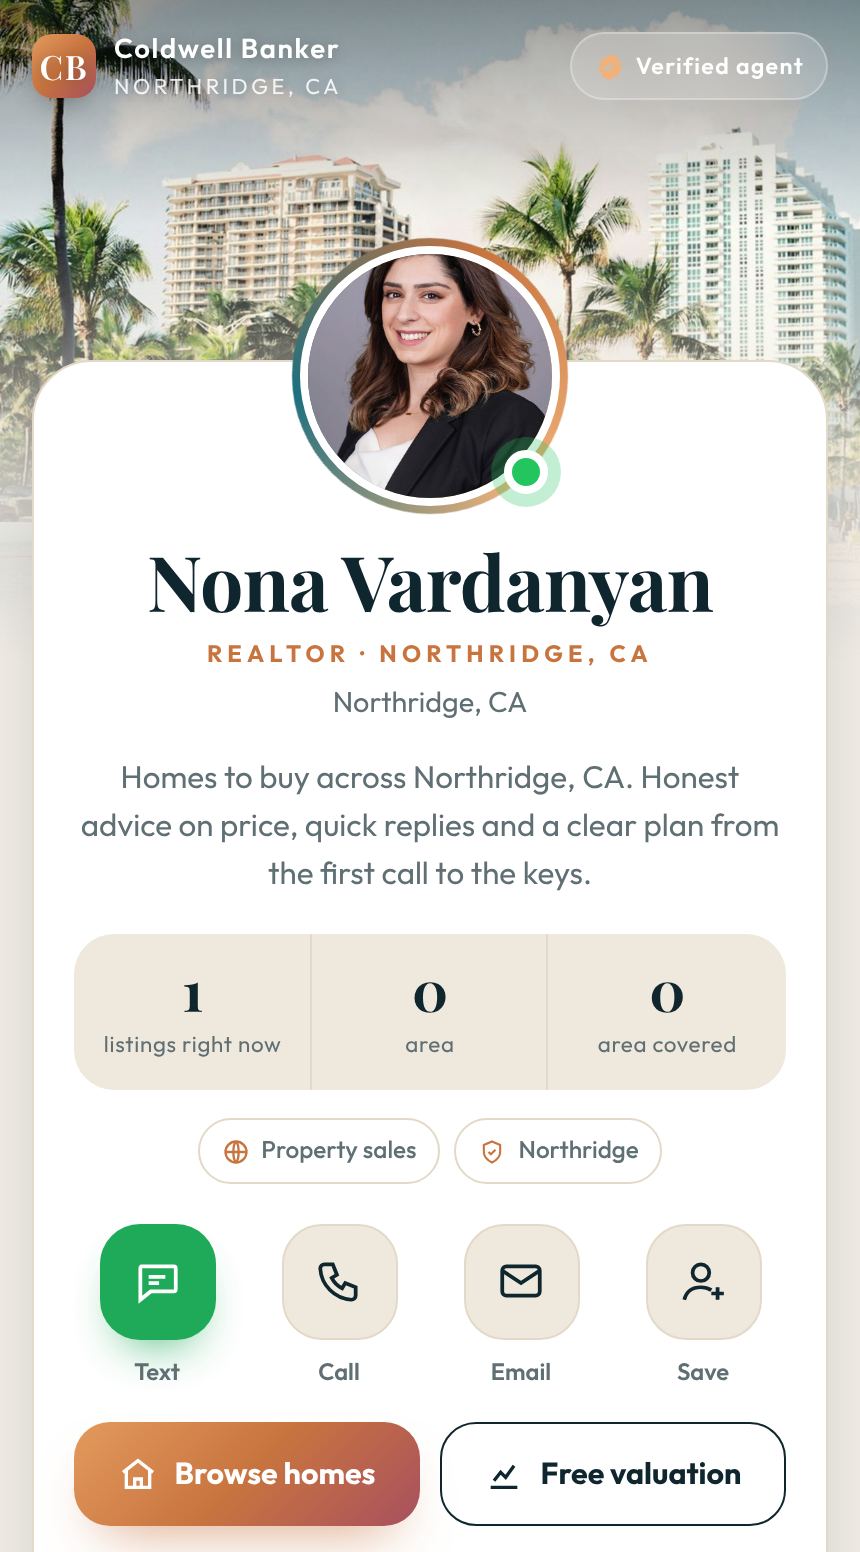 CB
Coldwell Banker
NORTHRIDGE, CA
Verified agent
Nona Vardanyan
REALTOR · NORTHRIDGE, CA
Northridge, CA
Homes to buy across Northridge, CA. Honest
advice on price, quick replies and a clear plan from
the first call to the keys.
1
listings right now
0
area
0
area covered
Property sales
Northridge
Text
Call
Email
Save
Browse homes
Free valuation